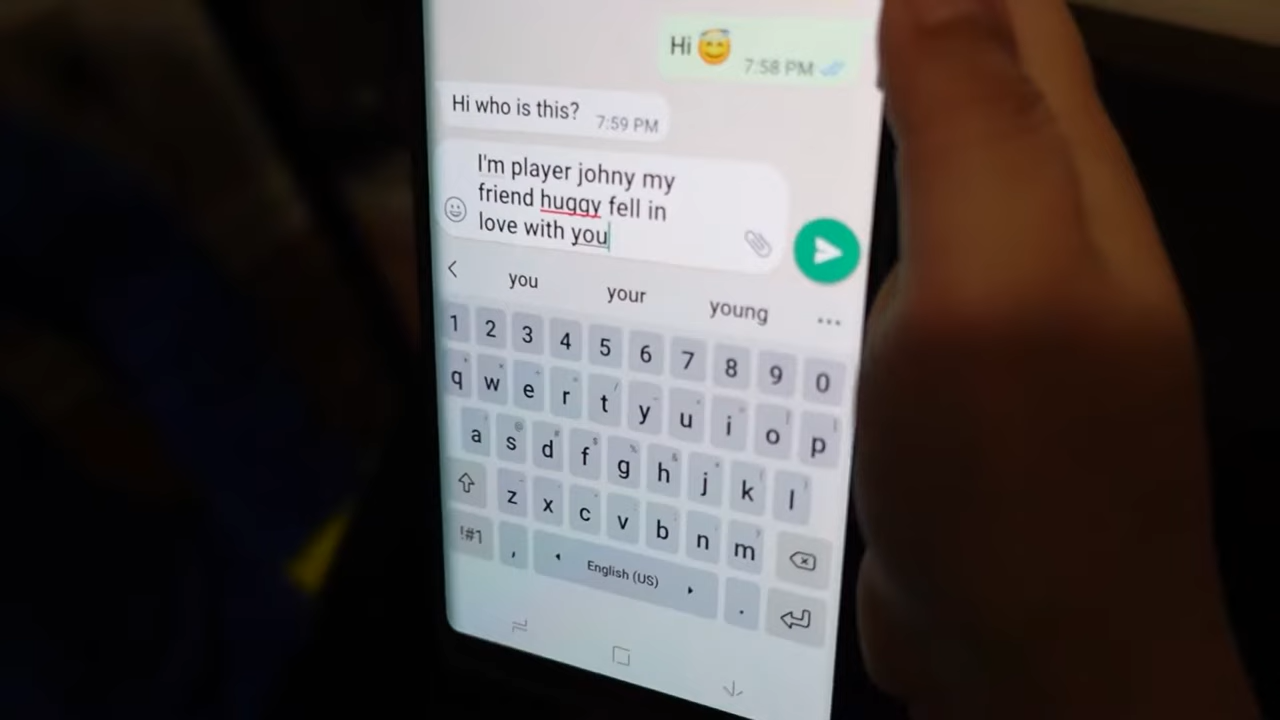 Hi 😇
7:58 PM
Hi who is this?
7:59 PM
I'm player johny my
friend huggy fell in
love with you
you your young
1 2 3 4 5 6 7 8 9 0
q w e r t y u i o p
a s d f g h j k l
z x c v b n m
!#1 , English (US) .